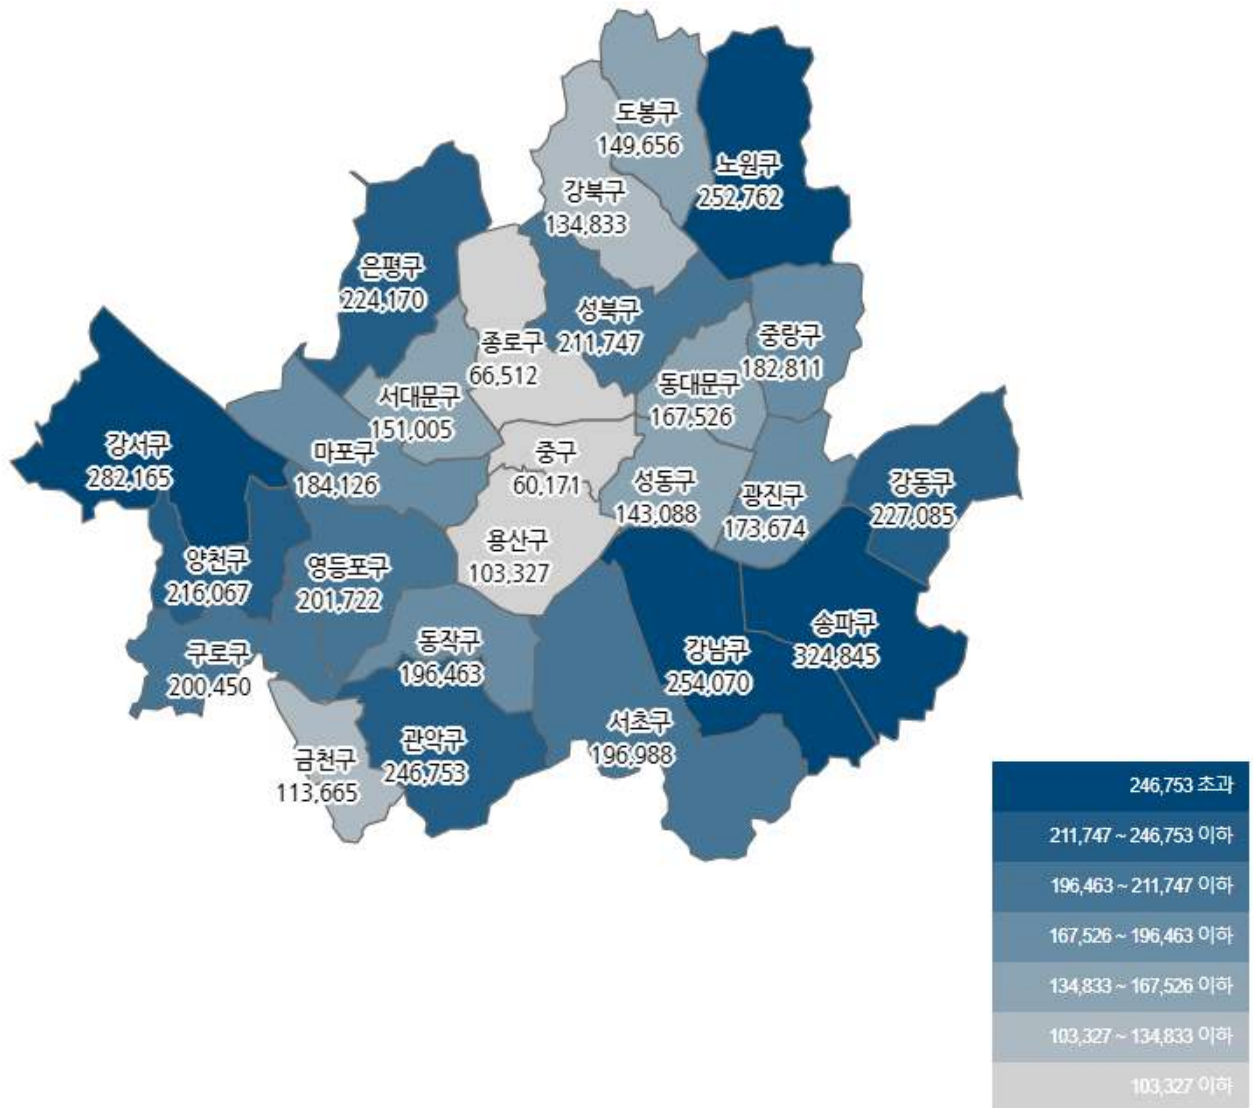 도봉구
149,656
노원구
252,762
강북구
134,833
은평구
224,170
성북구
211,747
종로구
66,512
중랑구
182,811
동대문구
167,526
서대문구
151,005
강서구
282,165
마포구
184,126
중구
60,171
성동구
143,088
광진구
173,674
강동구
227,085
용산구
103,327
양천구
216,067
영등포구
201,722
구로구
200,450
동작구
196,463
강남구
254,070
송파구
324,845
서초구
196,988
관악구
246,753
금천구
113,665
246,753 초과
211,747 ~ 246,753 이하
196,463 ~ 211,747 이하
167,526 ~ 196,463 이하
134,833 ~ 167,526 이하
103,327 ~ 134,833 이하
103,327 이하